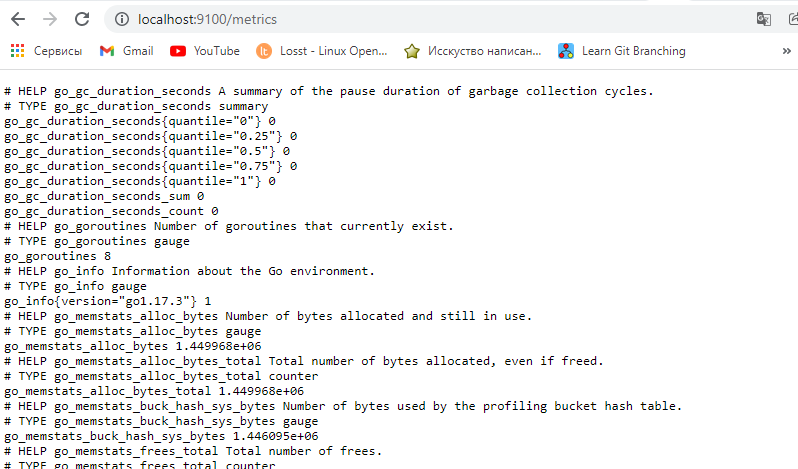 localhost:9100/metrics
Сервисы Gmail YouTube Losst - Linux Open... Исскуство написан... Learn Git Branching »
# HELP go_gc_duration_seconds A summary of the pause duration of garbage collection cycles.
# TYPE go_gc_duration_seconds summary
go_gc_duration_seconds{quantile="0"} 0
go_gc_duration_seconds{quantile="0.25"} 0
go_gc_duration_seconds{quantile="0.5"} 0
go_gc_duration_seconds{quantile="0.75"} 0
go_gc_duration_seconds{quantile="1"} 0
go_gc_duration_seconds_sum 0
go_gc_duration_seconds_count 0
# HELP go_goroutines Number of goroutines that currently exist.
# TYPE go_goroutines gauge
go_goroutines 8
# HELP go_info Information about the Go environment.
# TYPE go_info gauge
go_info{version="go1.17.3"} 1
# HELP go_memstats_alloc_bytes Number of bytes allocated and still in use.
# TYPE go_memstats_alloc_bytes gauge
go_memstats_alloc_bytes 1.449968e+06
# HELP go_memstats_alloc_bytes_total Total number of bytes allocated, even if freed.
# TYPE go_memstats_alloc_bytes_total counter
go_memstats_alloc_bytes_total 1.449968e+06
# HELP go_memstats_buck_hash_sys_bytes Number of bytes used by the profiling bucket hash table.
# TYPE go_memstats_buck_hash_sys_bytes gauge
go_memstats_buck_hash_sys_bytes 1.446095e+06
# HELP go_memstats_frees_total Total number of frees.
# TYPE go_memstats_frees_total counter